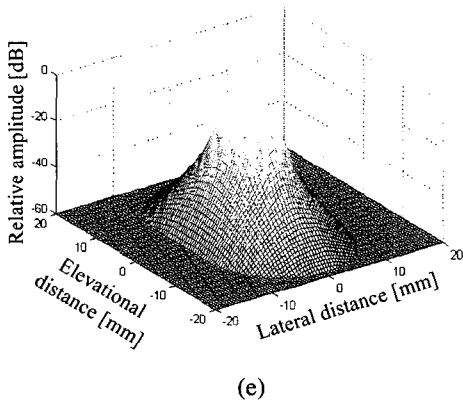 Relative amplitude [dB]
0
-20
-40
-60
20
10
0
-10
-20
Elevational
distance [mm]
-20
-10
0
10
20
Lateral distance [mm]
(e)